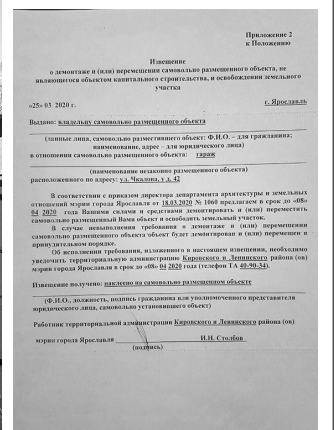 Приложение 2
к Положению
Извещение
о демонтаже и (или) перемещении самовольно размещенного объекта, не
являющегося объектом капитального строительства, и освобождении земельного
участка
«25» 03 2020 г.
г. Ярославль
Выдано: владельцу самовольно размещенного объекта
(данные лица, самовольно разместившего объект: Ф.И.О. – для гражданина;
наименование, адрес – для юридического лица)
в отношении самовольно размещенного объекта: гараж
(наименование незаконно размещенного объекта)
расположенного по адресу: ул. Чкалова, у д. 42
В соответствии с приказом директора департамента архитектуры и земельных
отношений мэрии города Ярославля от 18.03.2020 № 1060 предлагаем в срок до «08»
04 2020 года Вашими силами и средствами демонтировать и (или) переместить
самовольно размещенный Вами объект и освободить земельный участок.
В случае невыполнения требования о демонтаже и (или) перемещении
самовольно размещенного объекта объект будет демонтирован и (или) перемещен в
принудительном порядке.
Об исполнении требования, изложенного в настоящем извещении, необходимо
уведомить территориальную администрацию Кировского и Ленинского района (ов)
мэрии города Ярославля в срок до «08» 04 2020 года (телефон ТА 40-90-34).
Извещение получено: наклеено на самовольно размещенном объекте
(Ф.И.О., должность, подпись гражданина или уполномоченного представителя
юридического лица, самовольно установившего объект)
Работник территориальной администрации Кировского и Ленинского района (ов)
мэрии города Ярославля И.Н. Столбов
(подпись)